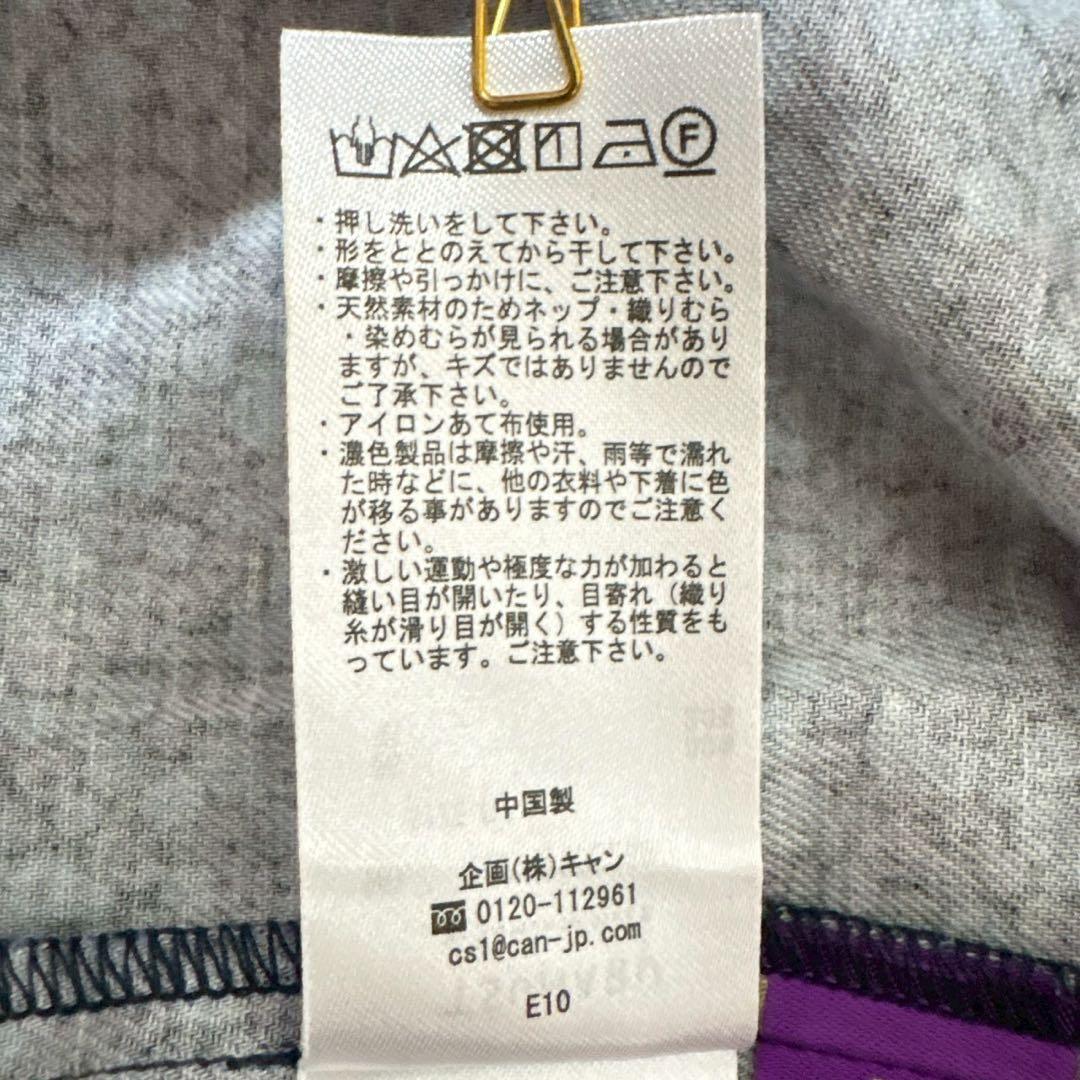 F
・押し洗いをして下さい。
・形をととのえてから干して下さい。
・摩擦や引っかけに、ご注意下さい。
・天然素材のためネップ・織りむら
・染めむらが見られる場合があり
ますが、キズではありませんので
ご了承下さい。
・アイロンあて布使用。
・濃色製品は摩擦や汗、雨等で濡れ
た時などに、他の衣料や下着に色
が移る事がありますのでご注意く
ださい。
・激しい運動や極度な力が加わると
縫い目が開いたり、目寄れ（織り
糸が滑り目が開く）する性質をも
っています。ご注意下さい。
中国製
企画(株)キャン
0120-112961
cs1@can-jp.com
E10